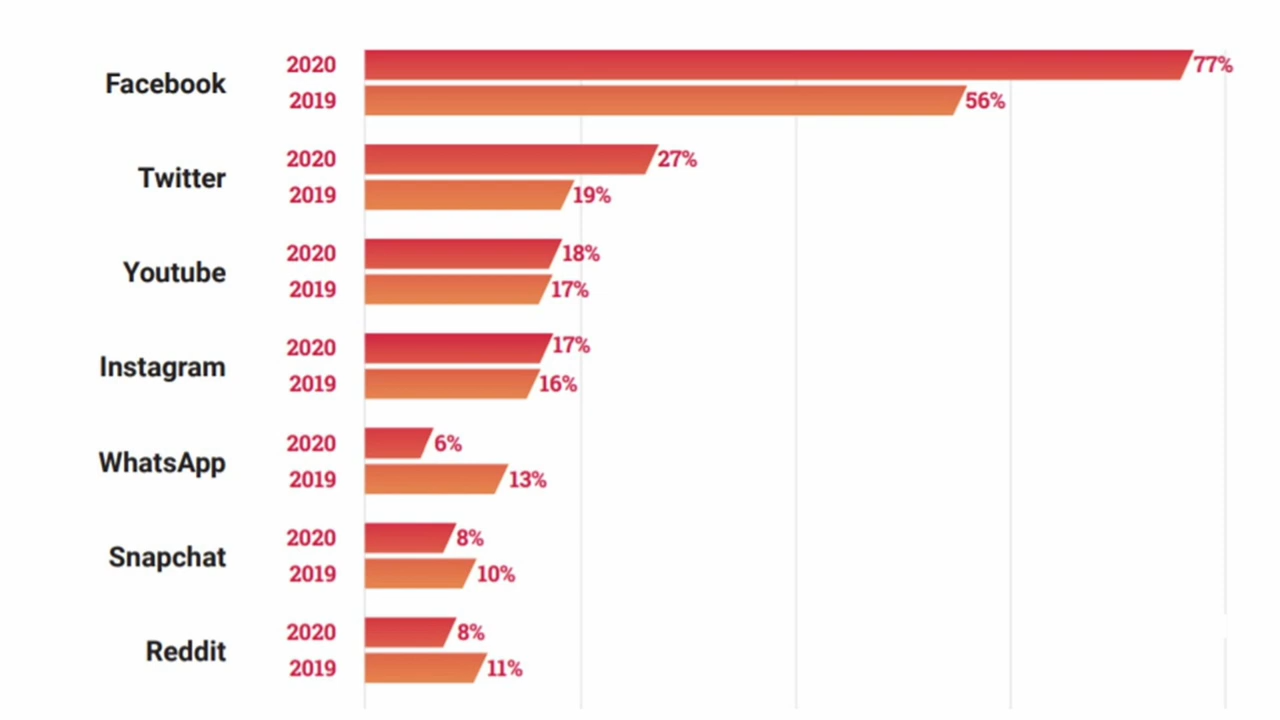 2020 77%
Facebook
2019 56%
2020 27%
Twitter
2019 19%
2020 18%
Youtube
2019 17%
2020 17%
Instagram
2019 16%
2020 6%
WhatsApp
2019 13%
2020 8%
Snapchat
2019 10%
2020 8%
Reddit
2019 11%